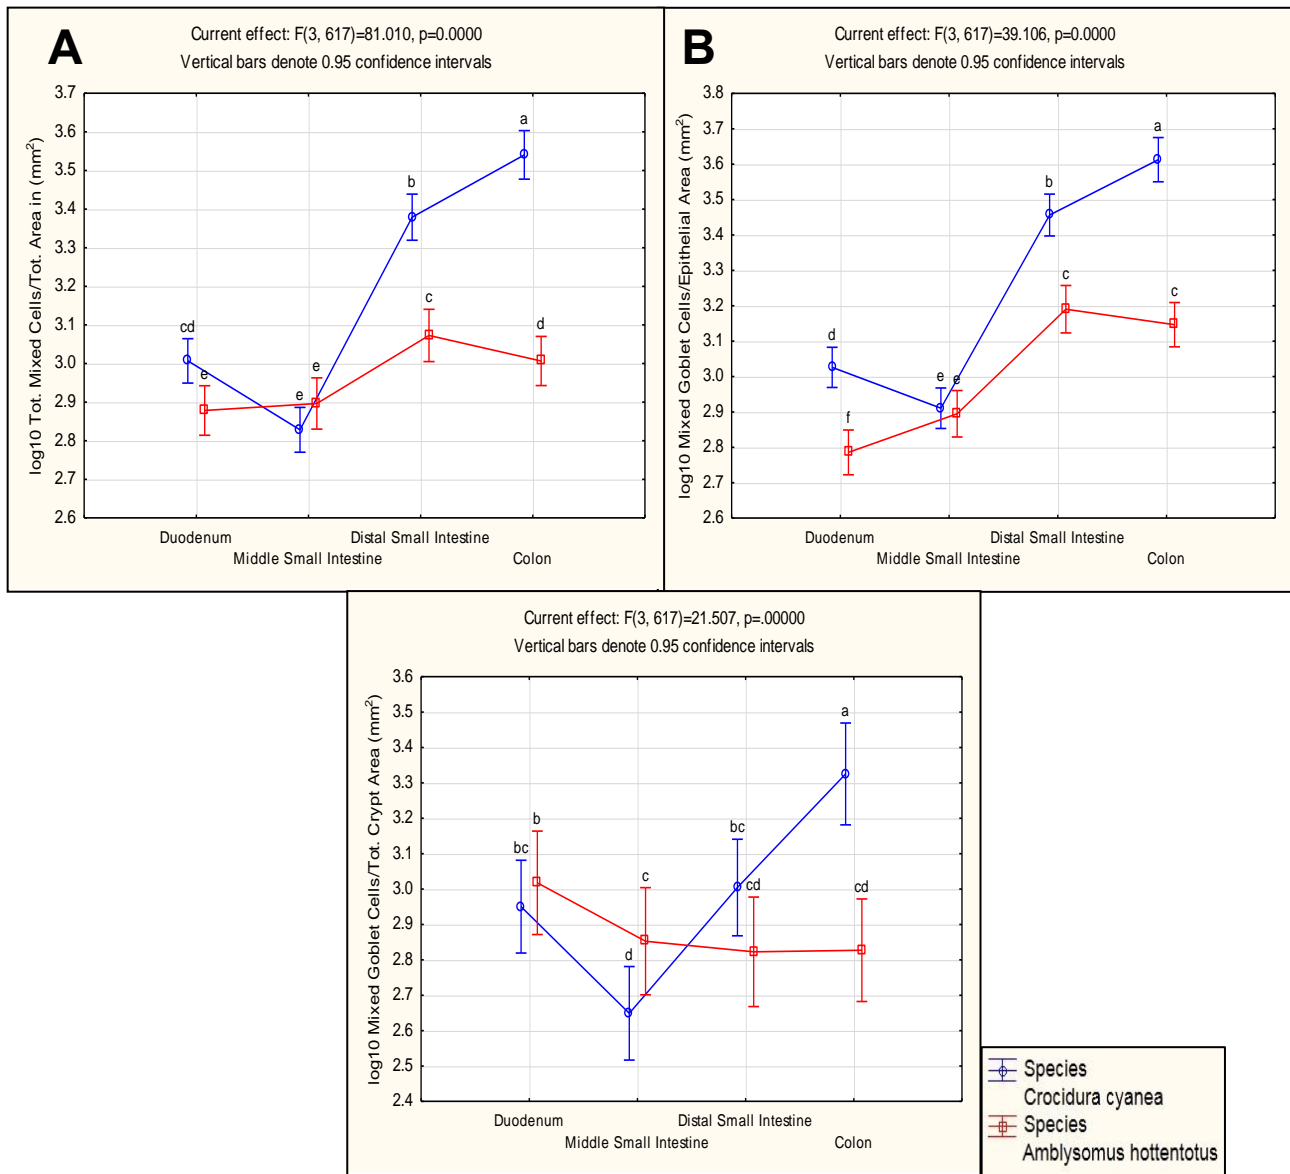 A
Current effect: F(3, 617)=81.010, p=0.0000
Vertical bars denote 0.95 confidence intervals
log10 Tot. Mixed Cells/Tot. Area in (mm²)
3.7
3.6
3.5
3.4
3.3
3.2
3.1
3.0
2.9
2.8
2.7
2.6
a
b
c
cd
d
e
e
e
Duodenum
Distal Small Intestine
Middle Small Intestine
Colon
B
Current effect: F(3, 617)=39.106, p=0.0000
Vertical bars denote 0.95 confidence intervals
log10 Mixed Goblet Cells/Epithelial Area (mm²)
3.8
3.7
3.6
3.5
3.4
3.3
3.2
3.1
3.0
2.9
2.8
2.7
2.6
a
b
c
c
d
e
e
f
Duodenum
Distal Small Intestine
Middle Small Intestine
Colon
Current effect: F(3, 617)=21.507, p=.00000
Vertical bars denote 0.95 confidence intervals
log10 Mixed Goblet Cells/Tot. Crypt Area (mm²)
3.6
3.5
3.4
3.3
3.2
3.1
3.0
2.9
2.8
2.7
2.6
2.5
2.4
a
b
bc
bc
c
cd
cd
d
Duodenum
Distal Small Intestine
Middle Small Intestine
Colon
Species
Crocidura cyanea
Species
Amblysomus hottentotus